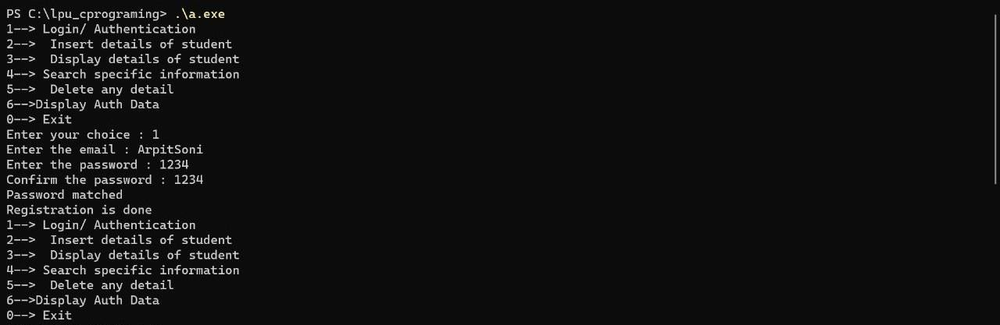 PS C:\lpu_cprograming> .\a.exe
1--> Login/ Authentication
2-->  Insert details of student
3-->  Display details of student
4--> Search specific information
5-->  Delete any detail
6-->Display Auth Data
0--> Exit
Enter your choice : 1
Enter the email : ArpitSoni
Enter the password : 1234
Confirm the password : 1234
Password matched
Registration is done
1--> Login/ Authentication
2-->  Insert details of student
3-->  Display details of student
4--> Search specific information
5-->  Delete any detail
6-->Display Auth Data
0--> Exit